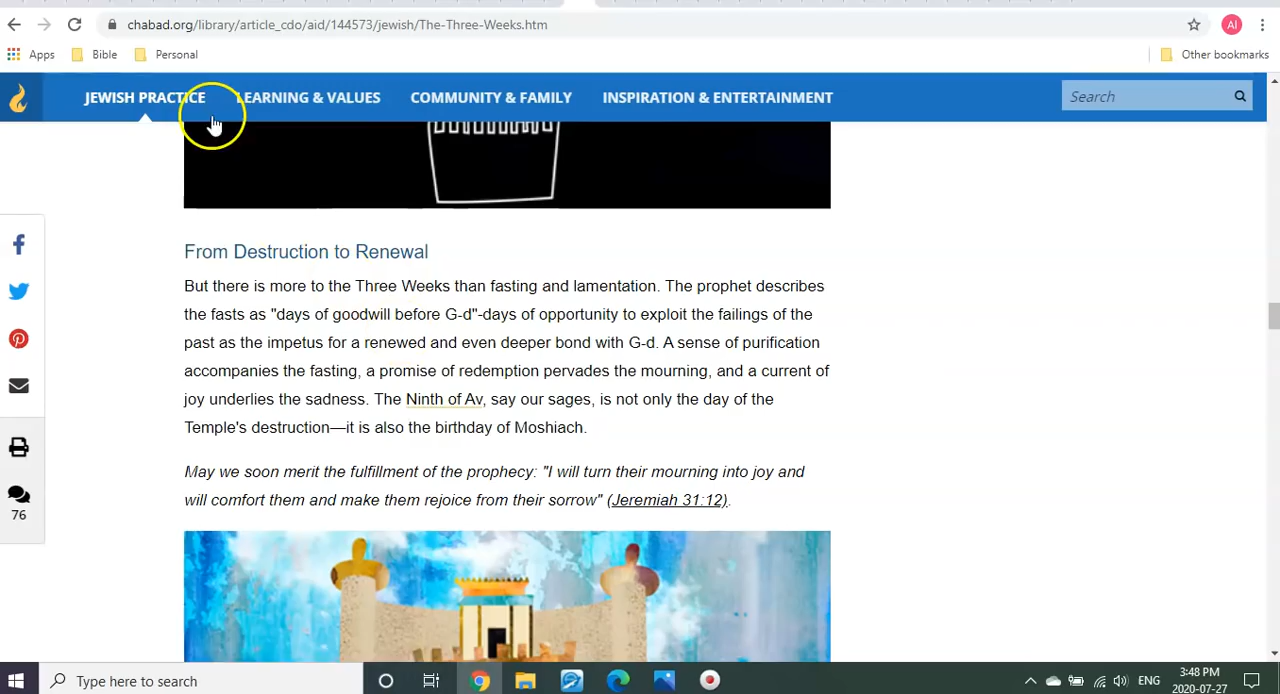 chabad.org/library/article_cdo/aid/144573/jewish/The-Three-Weeks.htm
AI
Apps Bible Personal Other bookmarks
JEWISH PRACTICE LEARNING & VALUES COMMUNITY & FAMILY INSPIRATION & ENTERTAINMENT Search
From Destruction to Renewal
But there is more to the Three Weeks than fasting and lamentation. The prophet describes
the fasts as "days of goodwill before G-d"-days of opportunity to exploit the failings of the
past as the impetus for a renewed and even deeper bond with G-d. A sense of purification
accompanies the fasting, a promise of redemption pervades the mourning, and a current of
joy underlies the sadness. The Ninth of Av, say our sages, is not only the day of the
Temple's destruction—it is also the birthday of Moshiach.
May we soon merit the fulfillment of the prophecy: "I will turn their mourning into joy and
will comfort them and make them rejoice from their sorrow" (Jeremiah 31:12).
76
Type here to search
ENG
3:48 PM
2020-07-27